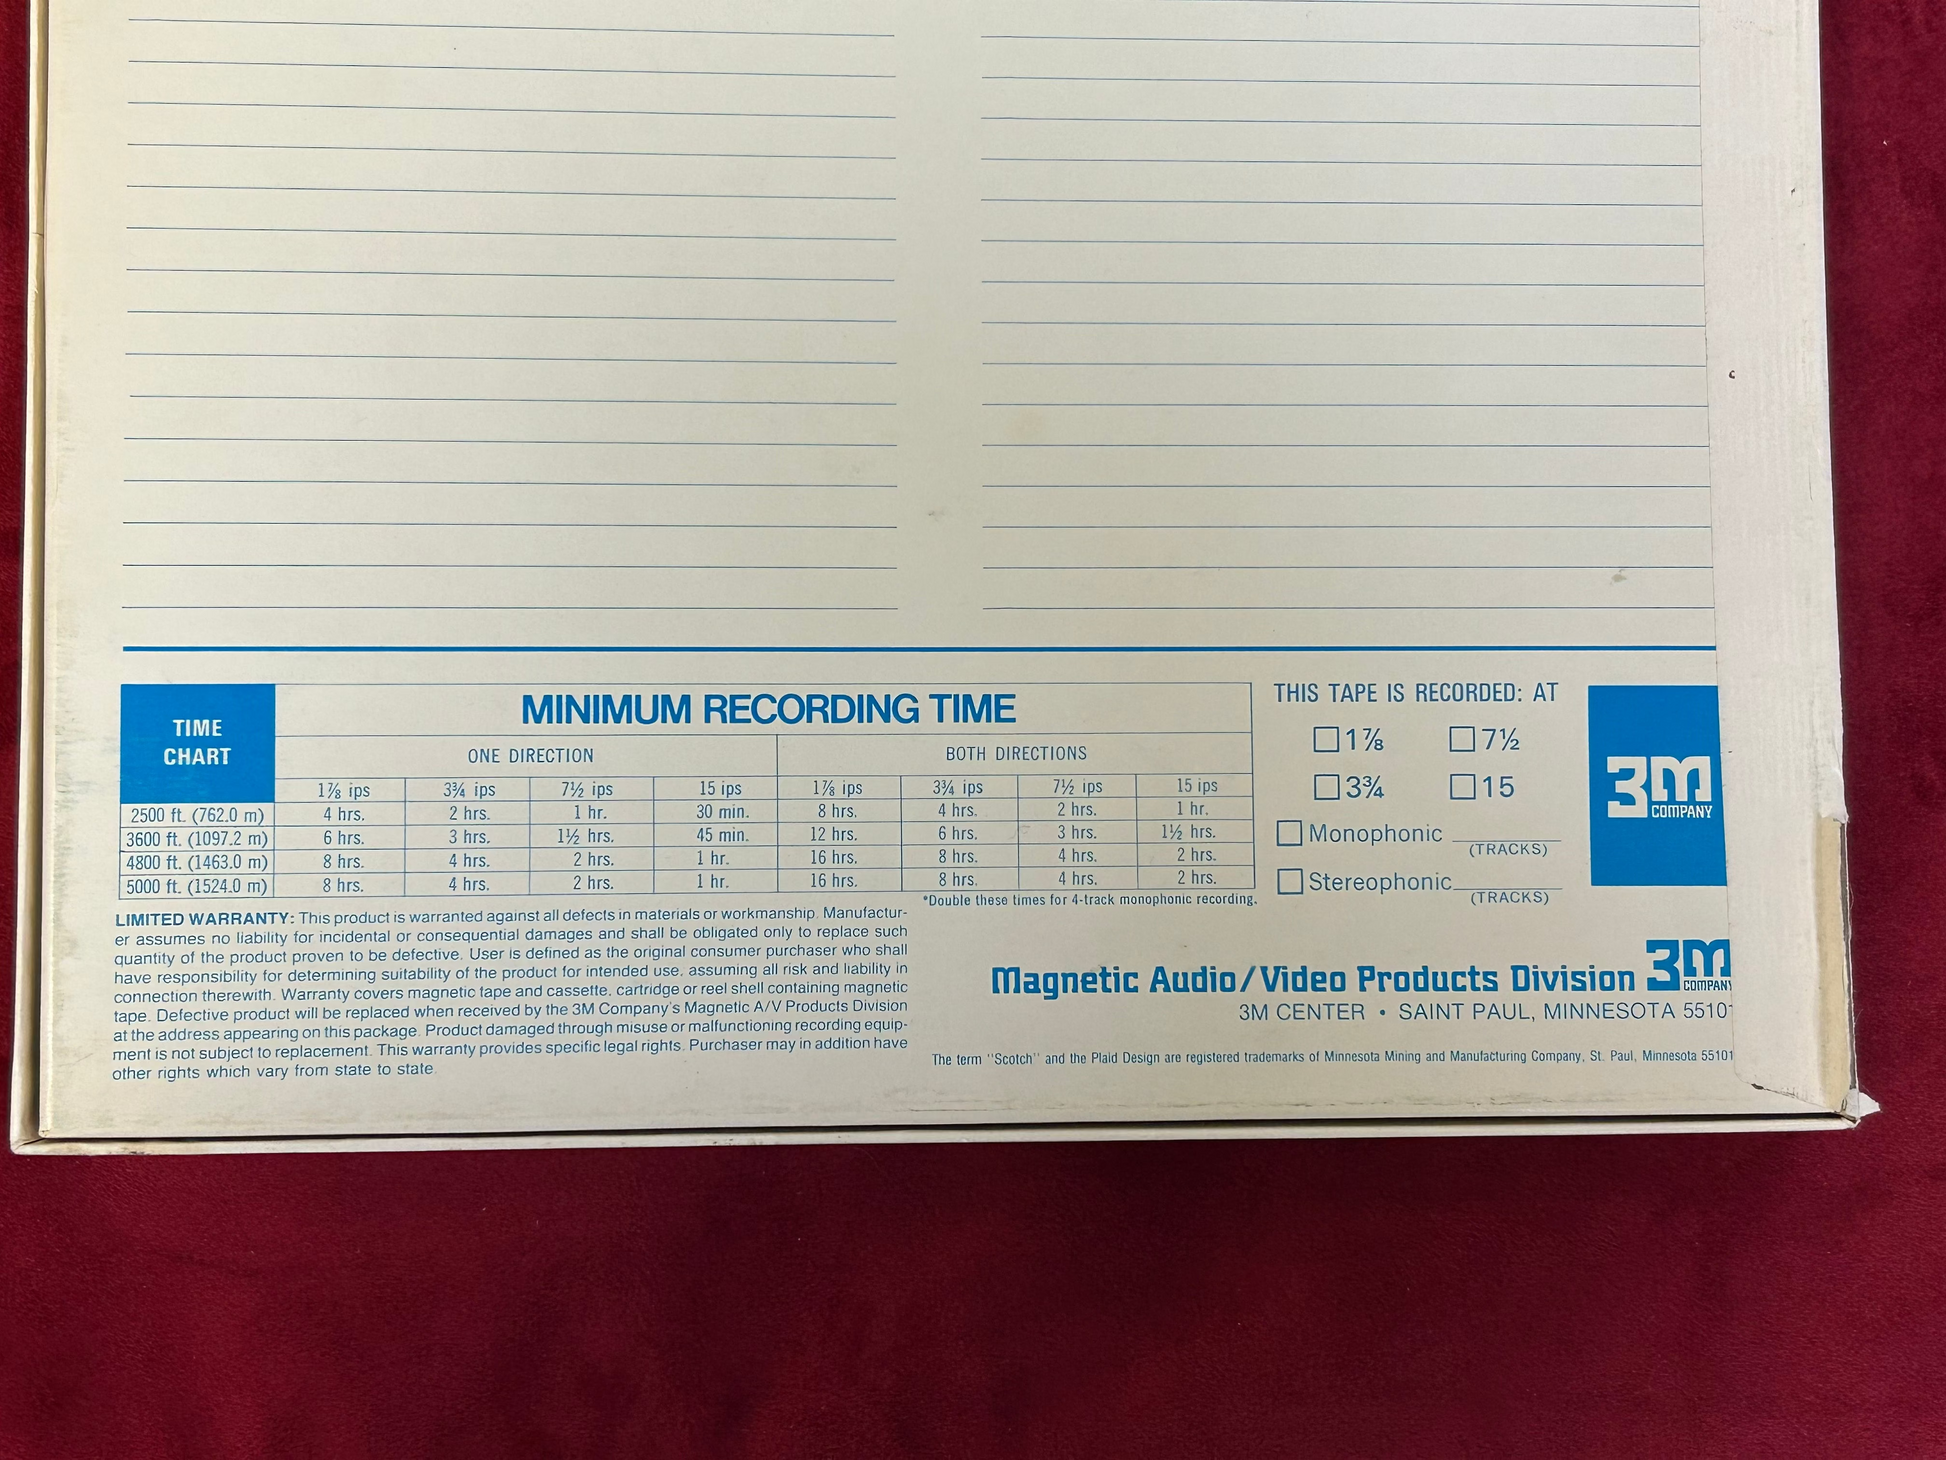 TIME
CHART
MINIMUM RECORDING TIME
ONE DIRECTION BOTH DIRECTIONS
1⅞ ips 3¾ ips 7½ ips 15 ips 1⅞ ips 3¾ ips 7½ ips 15 ips
2500 ft. (762.0 m) 4 hrs. 2 hrs. 1 hr. 30 min. 8 hrs. 4 hrs. 2 hrs. 1 hr.
3600 ft. (1097.2 m) 6 hrs. 3 hrs. 1½ hrs. 45 min. 12 hrs. 6 hrs. 3 hrs. 1½ hrs.
4800 ft. (1463.0 m) 8 hrs. 4 hrs. 2 hrs. 1 hr. 16 hrs. 8 hrs. 4 hrs. 2 hrs.
5000 ft. (1524.0 m) 8 hrs. 4 hrs. 2 hrs. 1 hr. 16 hrs. 8 hrs. 4 hrs. 2 hrs.
*Double these times for 4-track monophonic recording.
THIS TAPE IS RECORDED: AT
1⅞ 7½
3¾ 15
Monophonic
(TRACKS)
Stereophonic
(TRACKS)
3M
COMPANY
LIMITED WARRANTY: This product is warranted against all defects in materials or workmanship. Manufactur-
er assumes no liability for incidental or consequential damages and shall be obligated only to replace such
quantity of the product proven to be defective. User is defined as the original consumer purchaser who shall
have responsibility for determining suitability of the product for intended use, assuming all risk and liability in
connection therewith. Warranty covers magnetic tape and cassette, cartridge or reel shell containing magnetic
tape. Defective product will be replaced when received by the 3M Company's Magnetic A/V Products Division
at the address appearing on this package. Product damaged through misuse or malfunctioning recording equip-
ment is not subject to replacement. This warranty provides specific legal rights. Purchaser may in addition have
other rights which vary from state to state.
Magnetic Audio/Video Products Division 3M
COMPANY
3M CENTER • SAINT PAUL, MINNESOTA 55101
The term "Scotch" and the Plaid Design are registered trademarks of Minnesota Mining and Manufacturing Company, St. Paul, Minnesota 55101